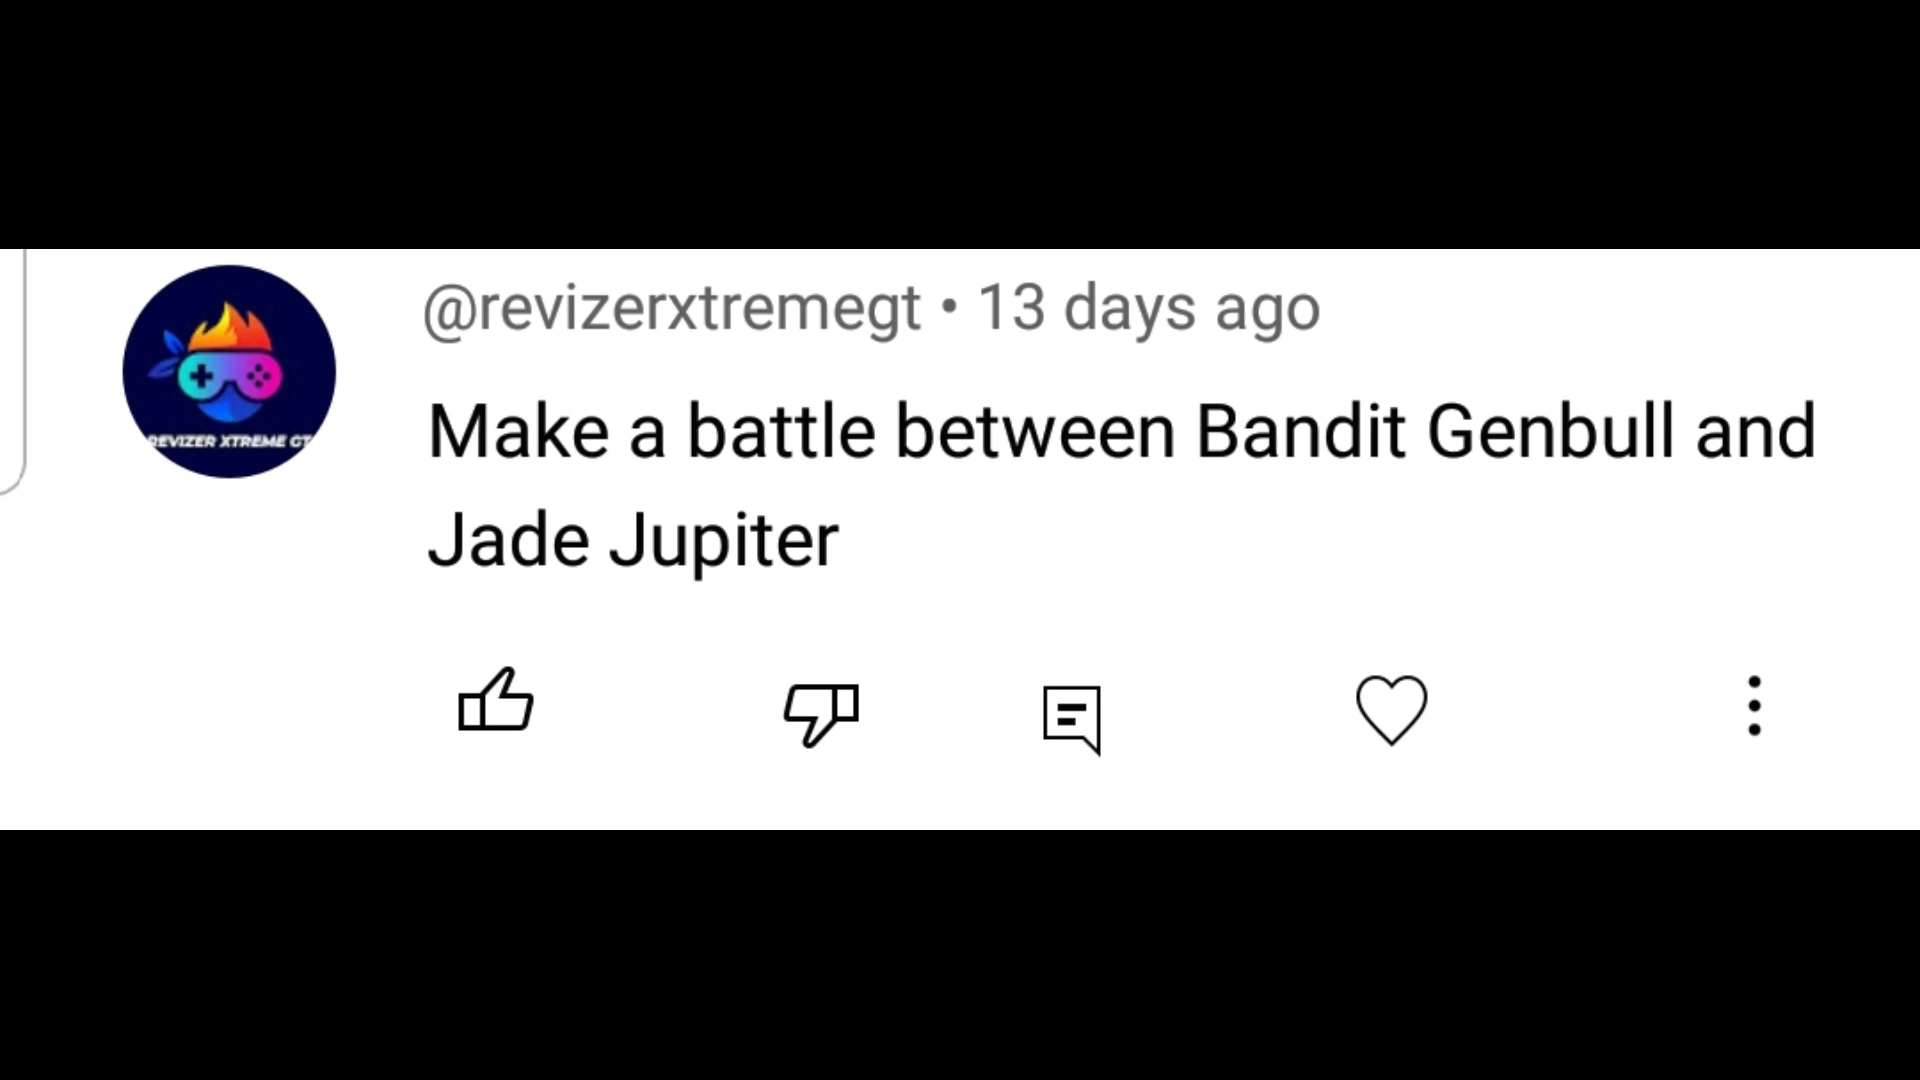 @revizerxtremegt • 13 days ago
REVIZER XTREME GT
Make a battle between Bandit Genbull and
Jade Jupiter